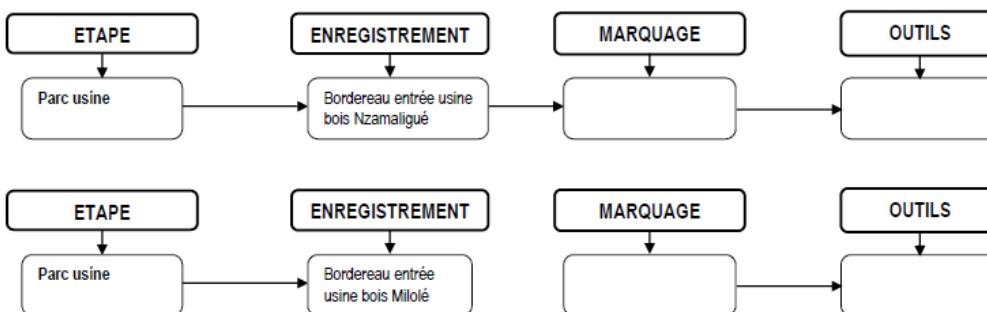 ETAPE ENREGISTREMENT MARQUAGE OUTILS
Parc usine
Bordereau entrée usine
bois Nzamaligué
ETAPE ENREGISTREMENT MARQUAGE OUTILS
Parc usine
Bordereau entrée
usine bois Milolé